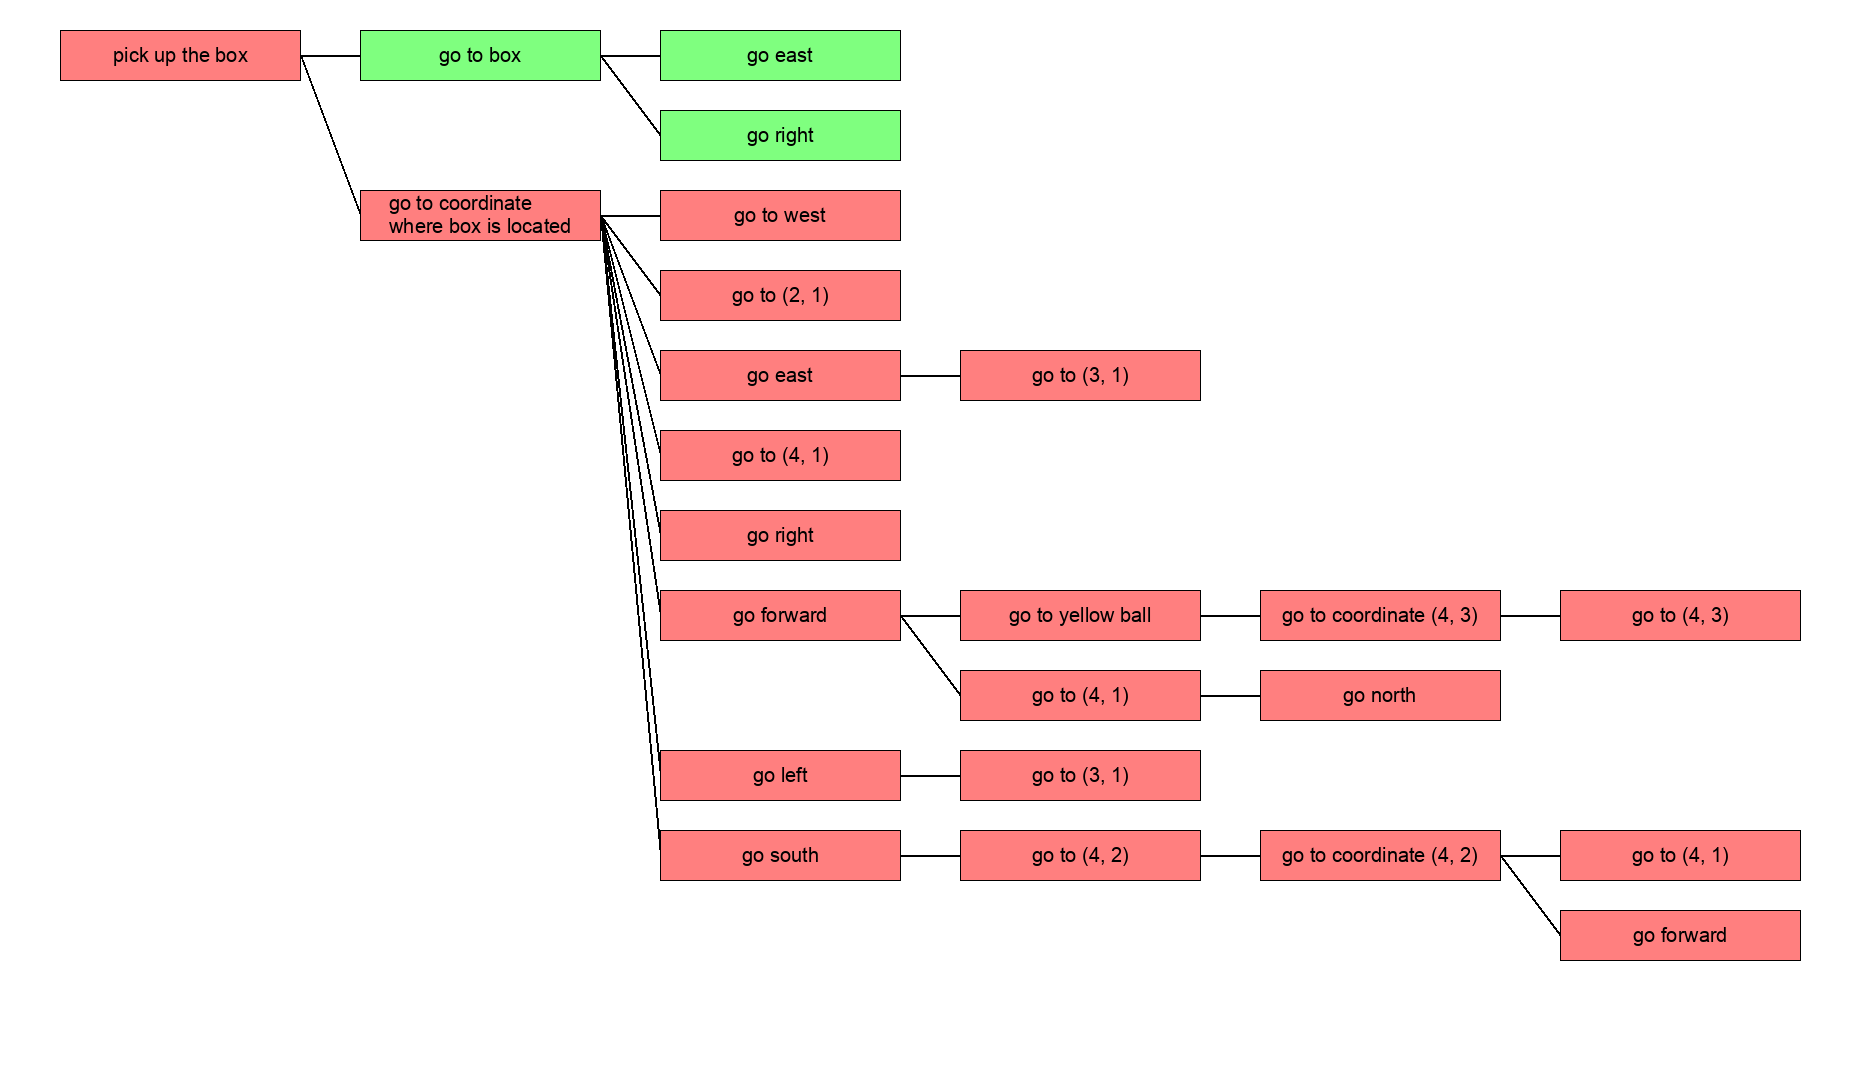 pick up the box
go to box
go east
go right
go to coordinate
where box is located
go to west
go to (2, 1)
go east
go to (3, 1)
go to (4, 1)
go right
go forward
go to yellow ball
go to coordinate (4, 3)
go to (4, 3)
go to (4, 1)
go north
go left
go to (3, 1)
go south
go to (4, 2)
go to coordinate (4, 2)
go to (4, 1)
go forward